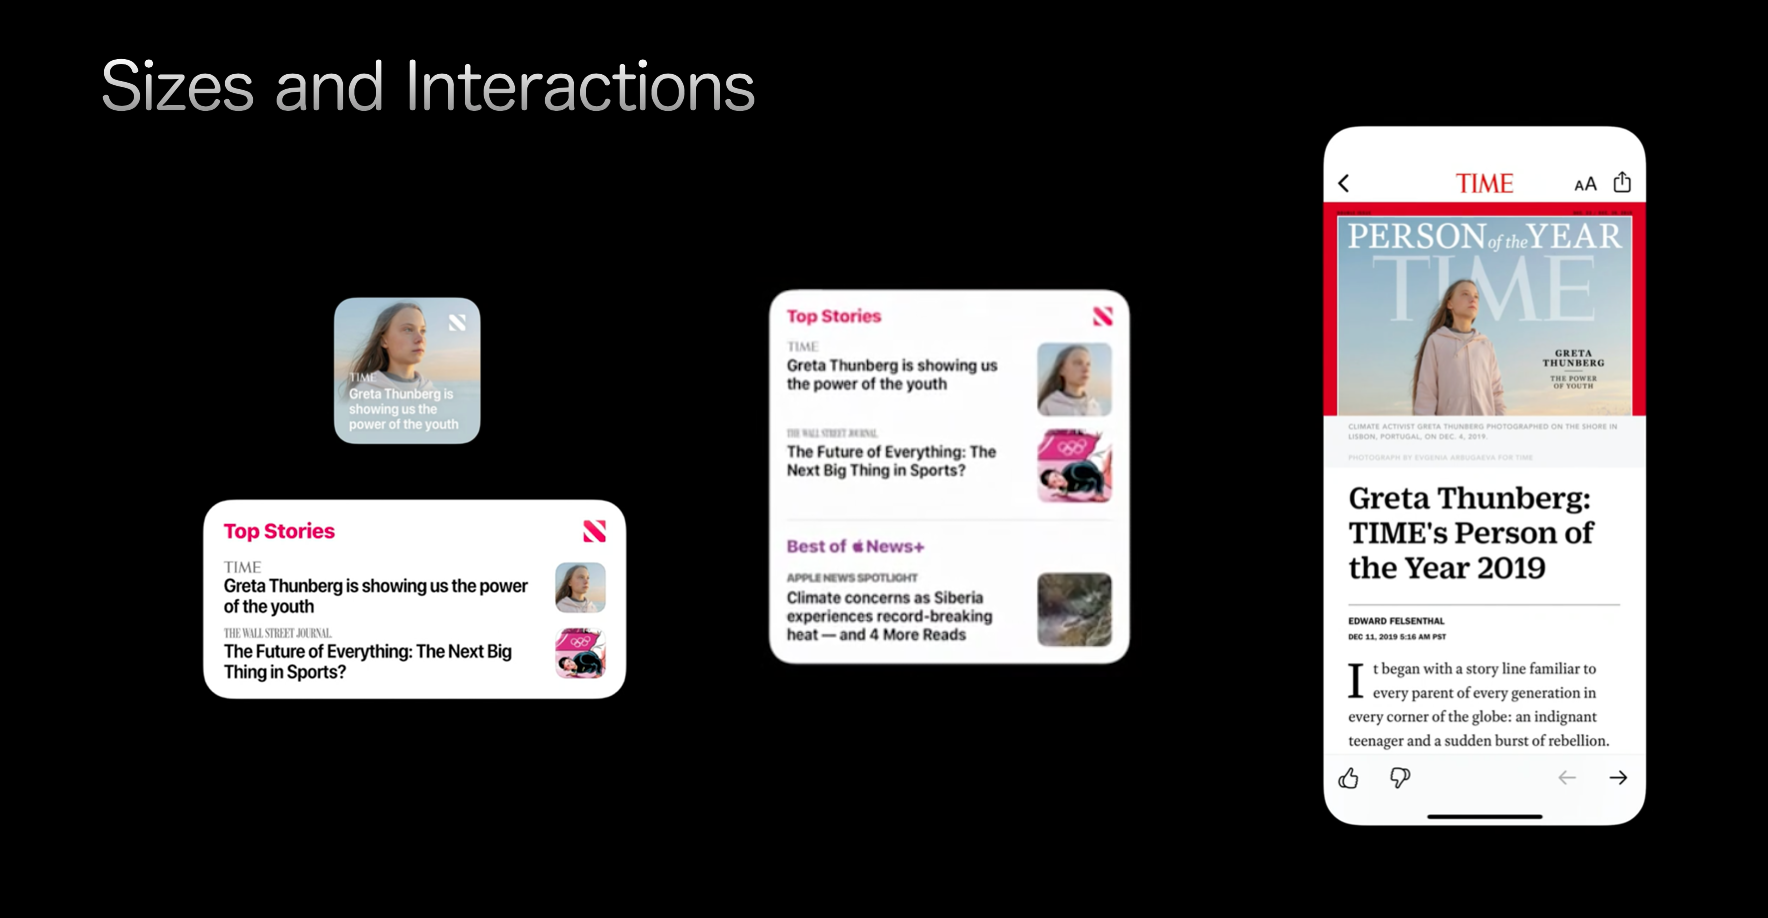 Sizes and Interactions
TIME
Greta Thunberg is
showing us the
power of the youth
Top Stories
TIME
Greta Thunberg is showing us the power
of the youth
THE WALL STREET JOURNAL.
The Future of Everything: The Next Big
Thing in Sports?
Top Stories
TIME
Greta Thunberg is showing us
the power of the youth
THE WALL STREET JOURNAL.
The Future of Everything: The
Next Big Thing in Sports?
Best of News+
APPLE NEWS SPOTLIGHT
Climate concerns as Siberia
experiences record-breaking
heat — and 4 More Reads
TIME
AA
PERSON of the YEAR
TIME
GRETA
THUNBERG
THE POWER
OF YOUTH
CLIMATE ACTIVIST GRETA THUNBERG PHOTOGRAPHED ON THE SHORE IN
LISBON, PORTUGAL, ON DEC. 4, 2019.
PHOTOGRAPH BY EVGENIA ARBUGAEVA FOR TIME
Greta Thunberg:
TIME's Person of
the Year 2019
EDWARD FELSENTHAL
DEC 11, 2019 5:16 AM PST
It began with a story line familiar to
every parent of every generation in
every corner of the globe: an indignant
teenager and a sudden burst of rebellion.